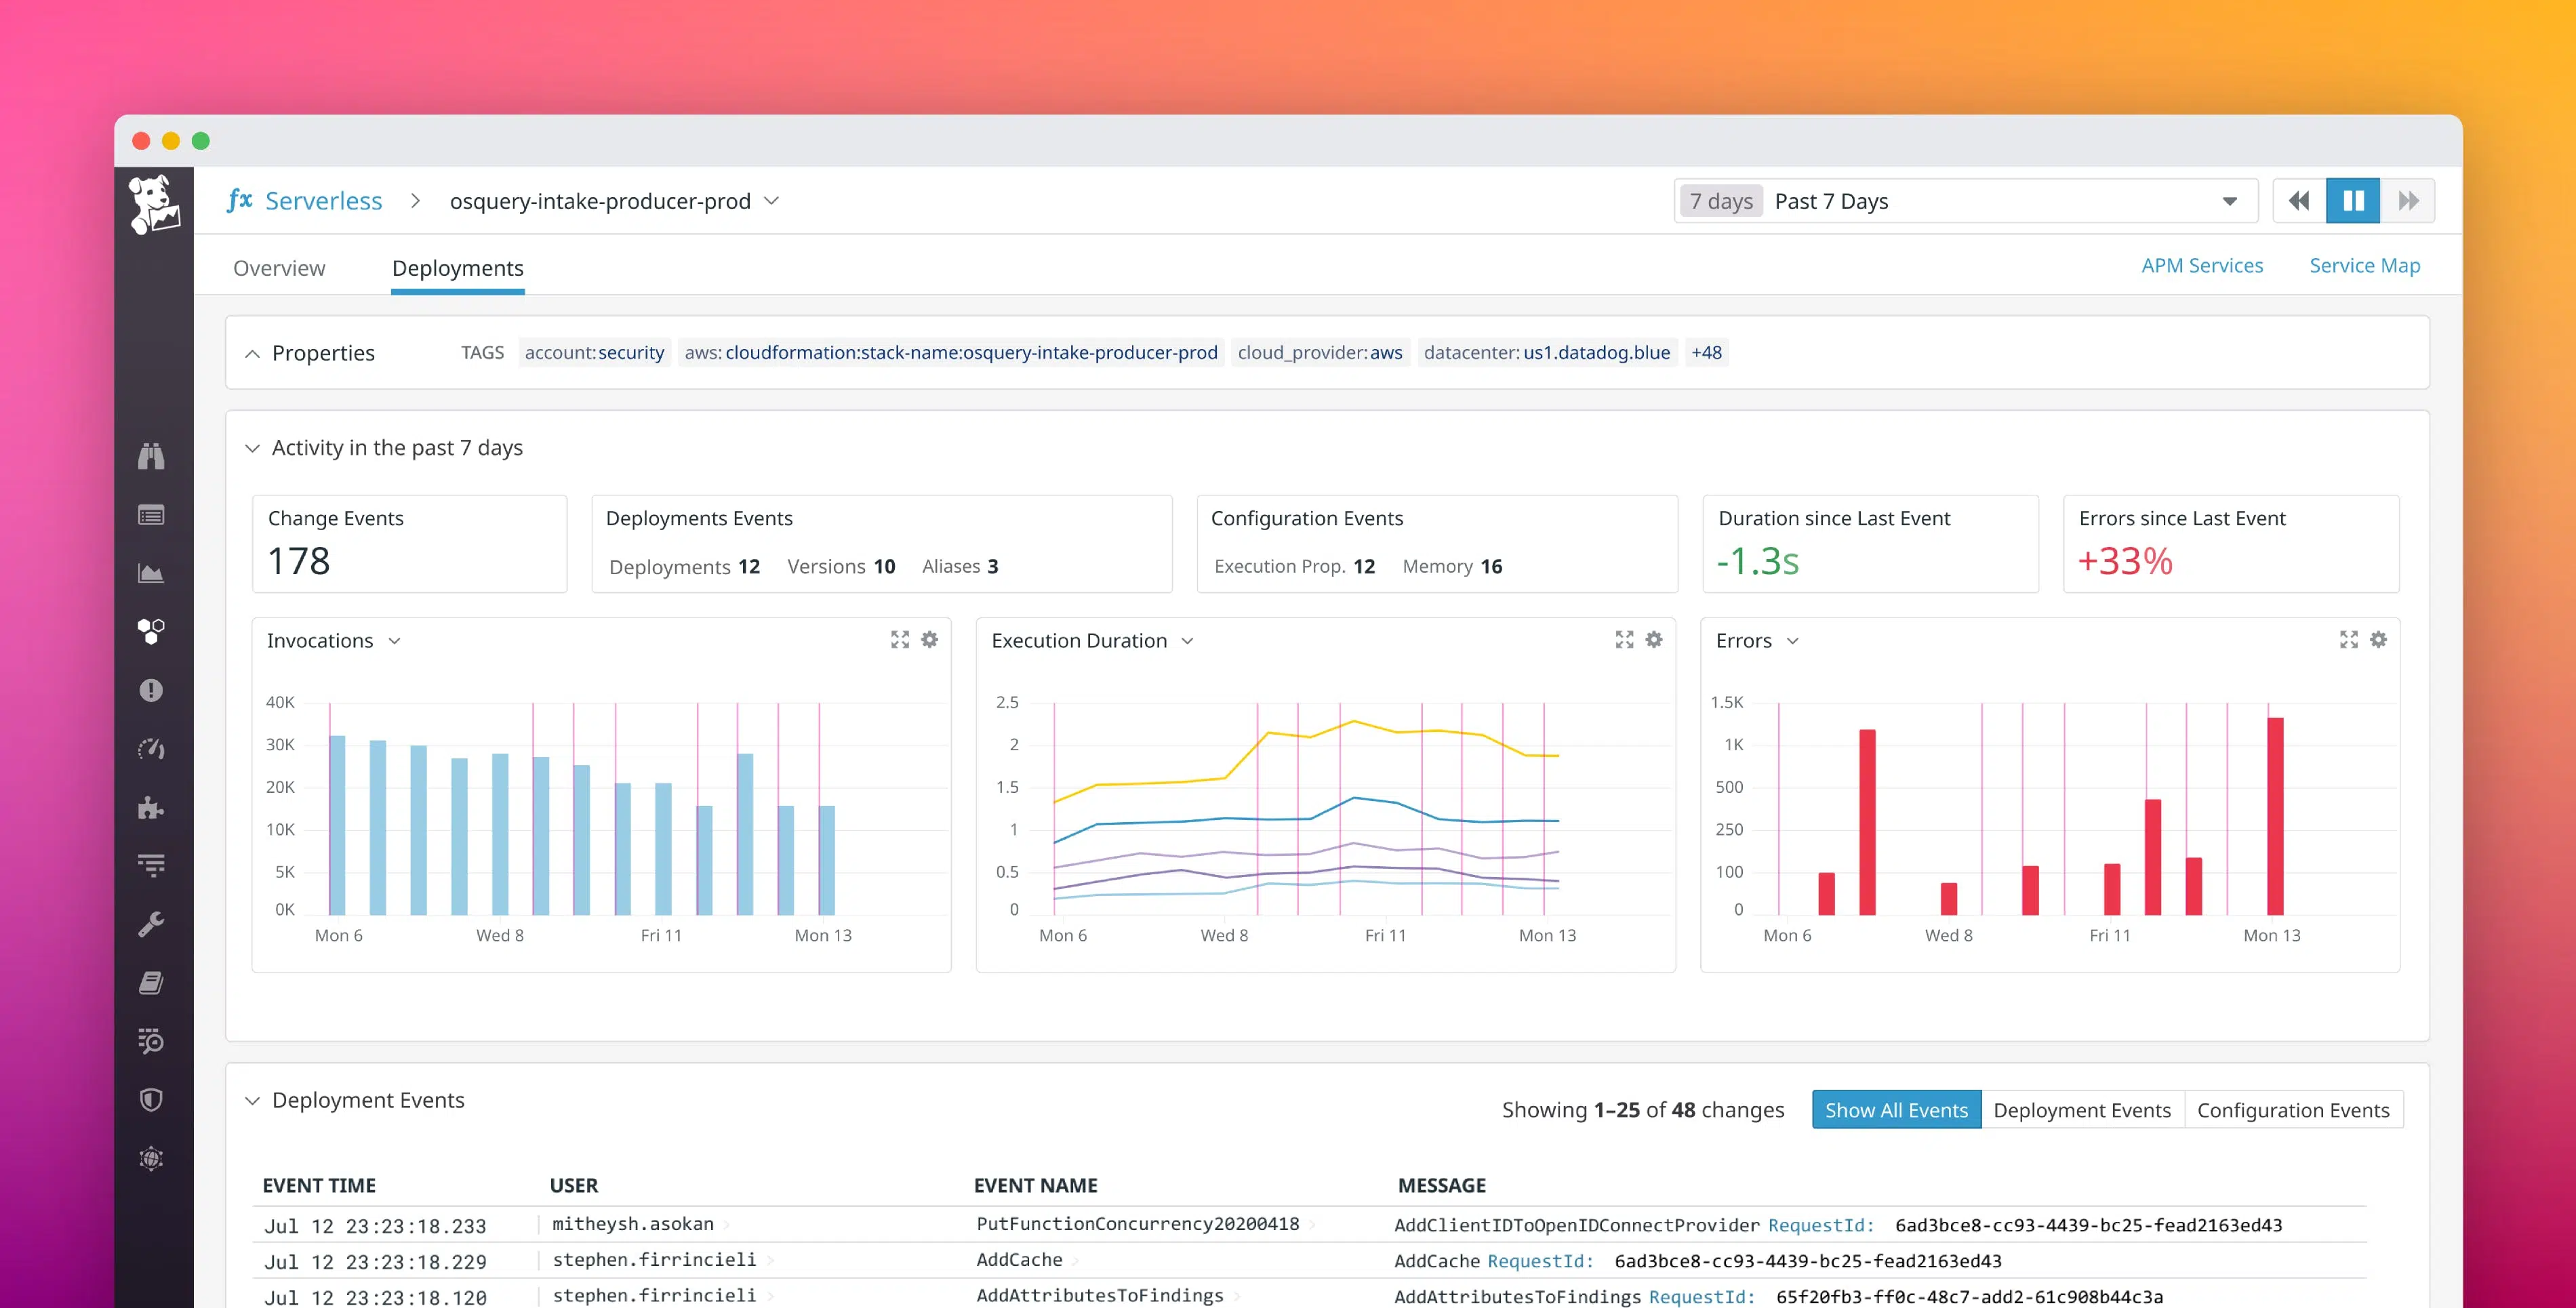 fx Serverless > osquery-intake-producer-prod
7 days Past 7 Days
Overview Deployments
APM Services Service Map
Properties TAGS account:security aws:cloudformation:stack-name:osquery-intake-producer-prod cloud_provider:aws datacenter:us1.datadog.blue +48
Activity in the past 7 days
Change Events
178
Deployments Events
Deployments 12 Versions 10 Aliases 3
Configuration Events
Execution Prop. 12 Memory 16
Duration since Last Event
-1.3s
Errors since Last Event
+33%
Invocations
40K
30K
20K
10K
5K
0K
Mon 6 Wed 8 Fri 11 Mon 13
Execution Duration
2.5
2
1.5
1
0.5
0
Mon 6 Wed 8 Fri 11 Mon 13
Errors
1.5K
1K
500
250
100
0
Mon 6 Wed 8 Fri 11 Mon 13
Deployment Events
Showing 1–25 of 48 changes
Show All Events Deployment Events Configuration Events
EVENT TIME USER EVENT NAME MESSAGE
Jul 12 23:23:18.233 mitheysh.asokan PutFunctionConcurrency20200418 AddClientIDToOpenIDConnectProvider RequestId: 6ad3bce8-cc93-4439-bc25-fead2163ed43
Jul 12 23:23:18.229 stephen.firrincieli AddCache AddCache RequestId: 6ad3bce8-cc93-4439-bc25-fead2163ed43
Jul 12 23:23:18.120 stephen.firrincieli AddAttributesToFindings AddAttributesToFindings RequestId: 65f20fb3-ff0c-48c7-add2-61c908b44c3a